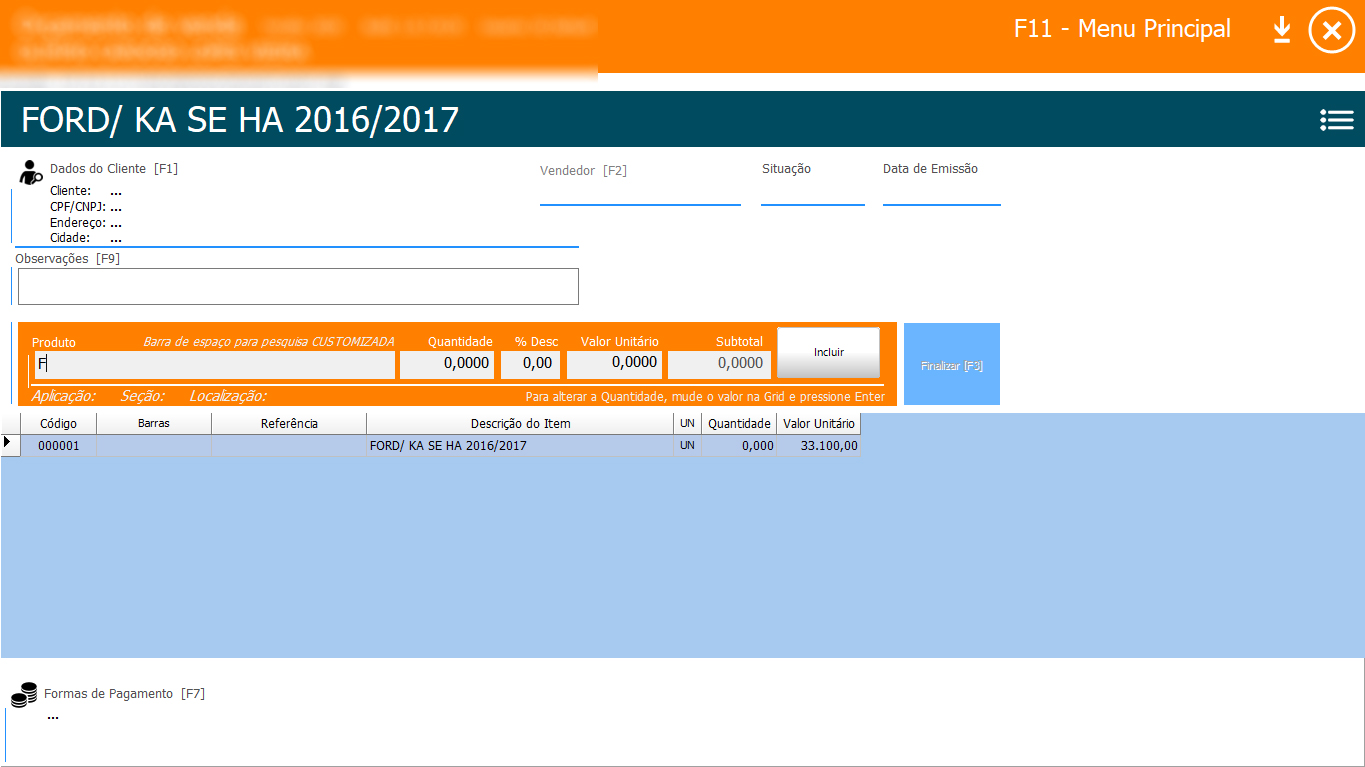 F11 - Menu Principal
FORD/ KA SE HA 2016/2017
Dados do Cliente [F1]
Vendedor [F2]
Situação
Data de Emissão
Cliente: ...
CPF/CNPJ: ...
Endereço: ...
Cidade: ...
Observações [F9]
Produto Barra de espaço para pesquisa CUSTOMIZADA Quantidade % Desc Valor Unitário Subtotal
F 0,0000 0,00 0,0000 0,0000
Incluir
Finalizar [F3]
Aplicação: Seção: Localização: Para alterar a Quantidade, mude o valor na Grid e pressione Enter
Código Barras Referência Descrição do Item UN Quantidade Valor Unitário
000001 FORD/ KA SE HA 2016/2017 UN 0,000 33.100,00
Formas de Pagamento [F7]
...